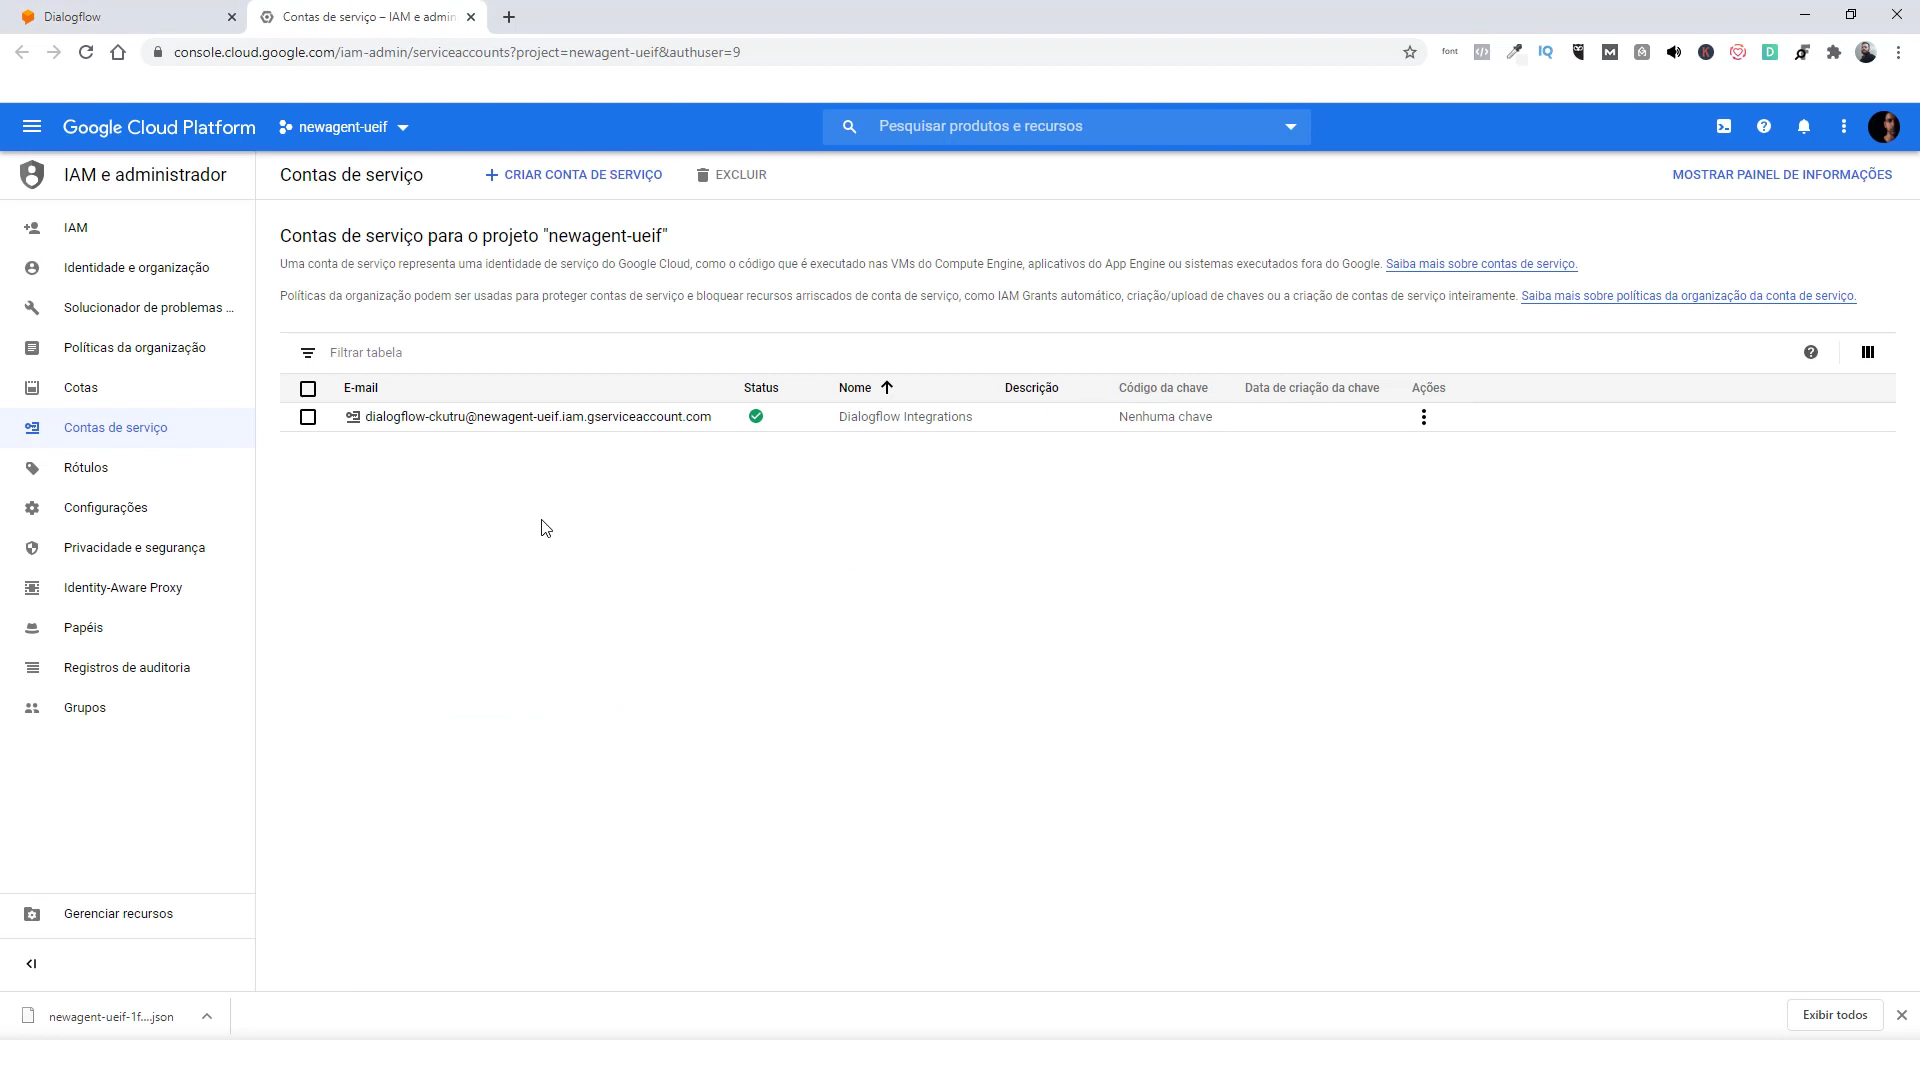 Dialogflow
Contas de serviço – IAM e admin
console.cloud.google.com/iam-admin/serviceaccounts?project=newagent-ueif&authuser=9
font
IQ
M
K
D
Google Cloud Platform
newagent-ueif
Pesquisar produtos e recursos
IAM e administrador
Contas de serviço
CRIAR CONTA DE SERVIÇO
EXCLUIR
MOSTRAR PAINEL DE INFORMAÇÕES
IAM
Identidade e organização
Solucionador de problemas ...
Políticas da organização
Cotas
Contas de serviço
Rótulos
Configurações
Privacidade e segurança
Identity-Aware Proxy
Papéis
Registros de auditoria
Grupos
Gerenciar recursos
Contas de serviço para o projeto "newagent-ueif"
Uma conta de serviço representa uma identidade de serviço do Google Cloud, como o código que é executado nas VMs do Compute Engine, aplicativos do App Engine ou sistemas executados fora do Google. Saiba mais sobre contas de serviço.
Políticas da organização podem ser usadas para proteger contas de serviço e bloquear recursos arriscados de conta de serviço, como IAM Grants automático, criação/upload de chaves ou a criação de contas de serviço inteiramente. Saiba mais sobre políticas da organização da conta de serviço.
Filtrar tabela
E-mail Status Nome Descrição Código da chave Data de criação da chave Ações
dialogflow-ckutru@newagent-ueif.iam.gserviceaccount.com Dialogflow Integrations Nenhuma chave
newagent-ueif-1f....json
Exibir todos